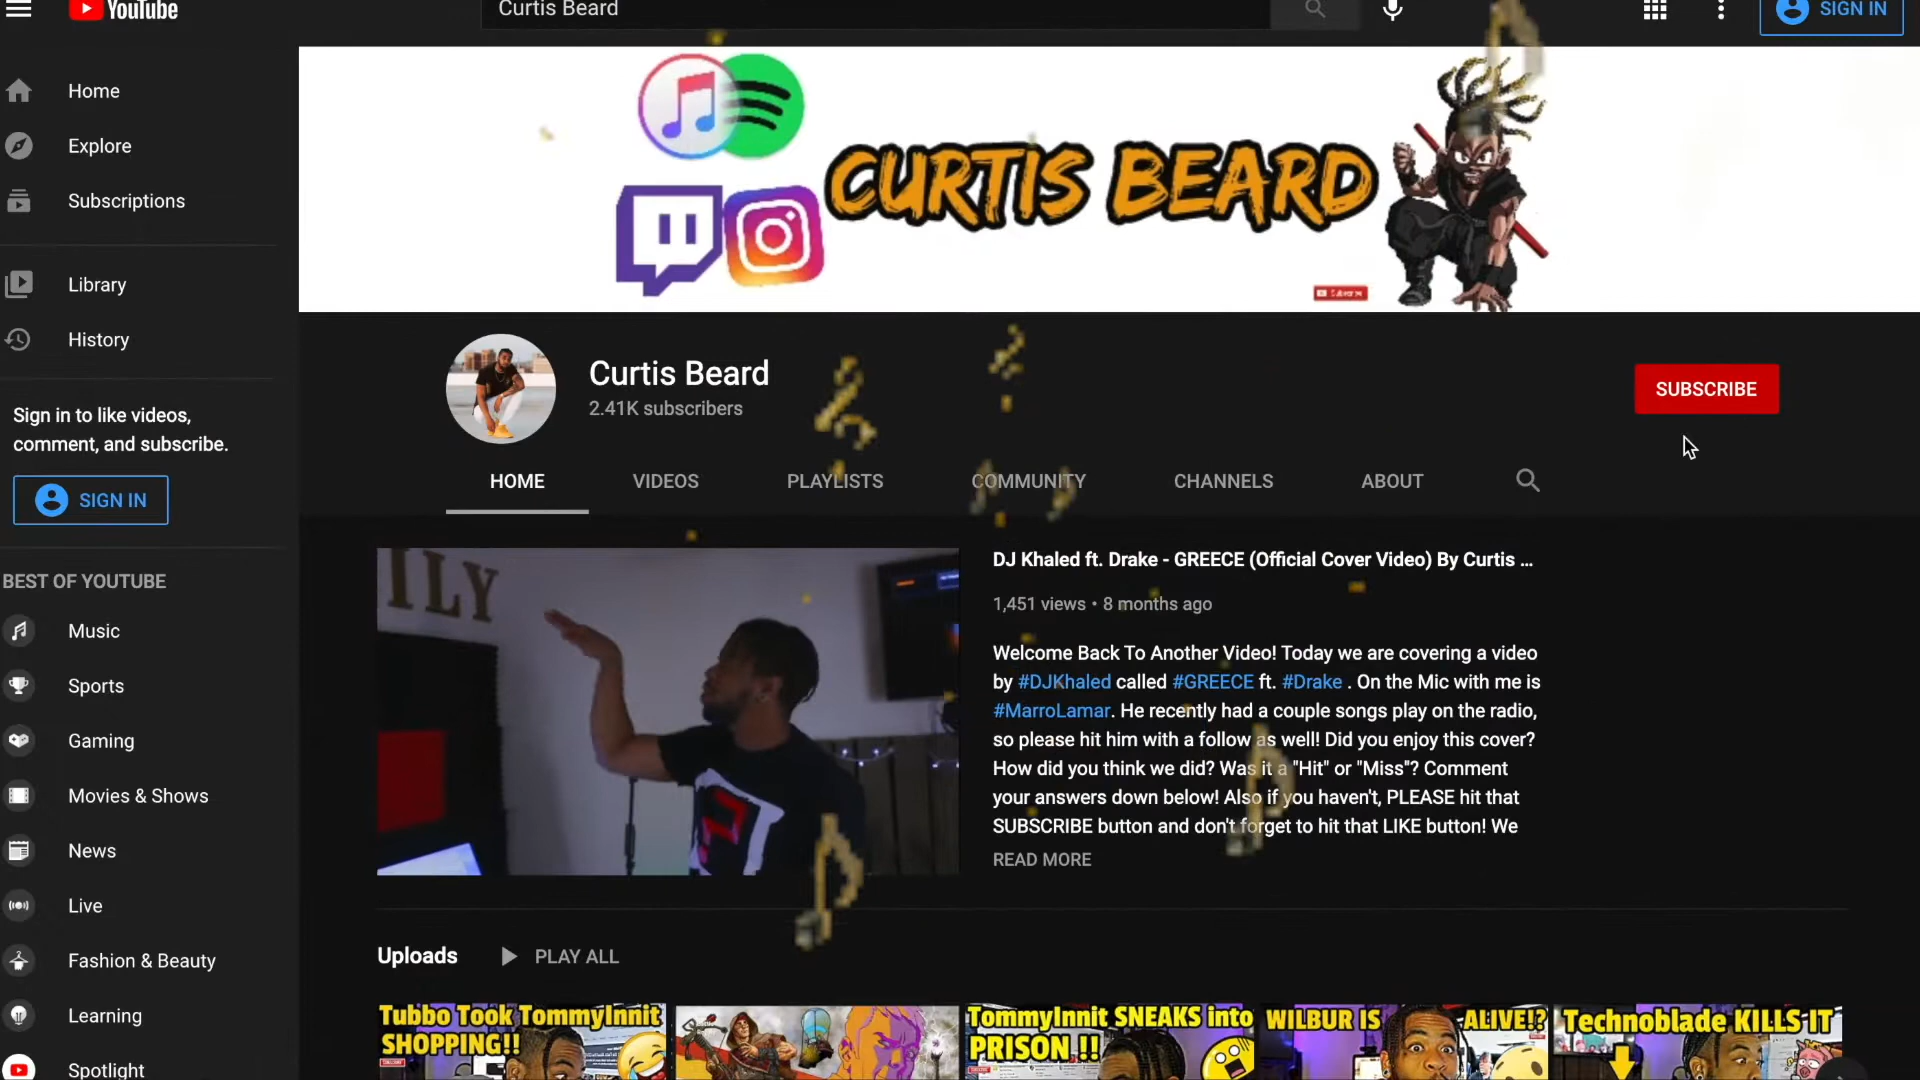 YouTube
Curtis Beard
SIGN IN
Home
Explore
Subscriptions
Library
History
Sign in to like videos,
comment, and subscribe.
SIGN IN
BEST OF YOUTUBE
Music
Sports
Gaming
Movies & Shows
News
Live
Fashion & Beauty
Learning
Spotlight
CURTIS BEARD
Curtis Beard
2.41K subscribers
SUBSCRIBE
HOME
VIDEOS
PLAYLISTS
COMMUNITY
CHANNELS
ABOUT
ILY
DJ Khaled ft. Drake - GREECE (Official Cover Video) By Curtis ...
1,451 views • 8 months ago
Welcome Back To Another Video! Today we are covering a video
by #DJKhaled called #GREECE ft. #Drake . On the Mic with me is
#MarroLamar. He recently had a couple songs play on the radio,
so please hit him with a follow as well! Did you enjoy this cover?
How did you think we did? Was it a "Hit" or "Miss"? Comment
your answers down below! Also if you haven't, PLEASE hit that
SUBSCRIBE button and don't forget to hit that LIKE button! We
READ MORE
Uploads
PLAY ALL
Tubbo Took TommyInnit
SHOPPING!!
TommyInnit SNEAKS into
PRISON !!
WILBUR IS ALIVE!?
Technoblade KILLS IT